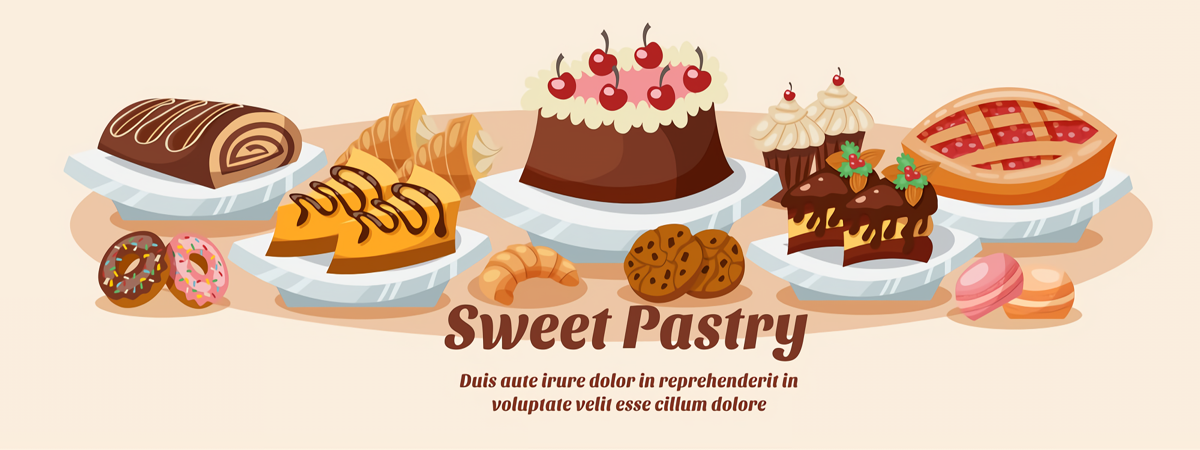 Sweet Pastry
Duis aute irure dolor in reprehenderit in
voluptate velit esse cillum dolore